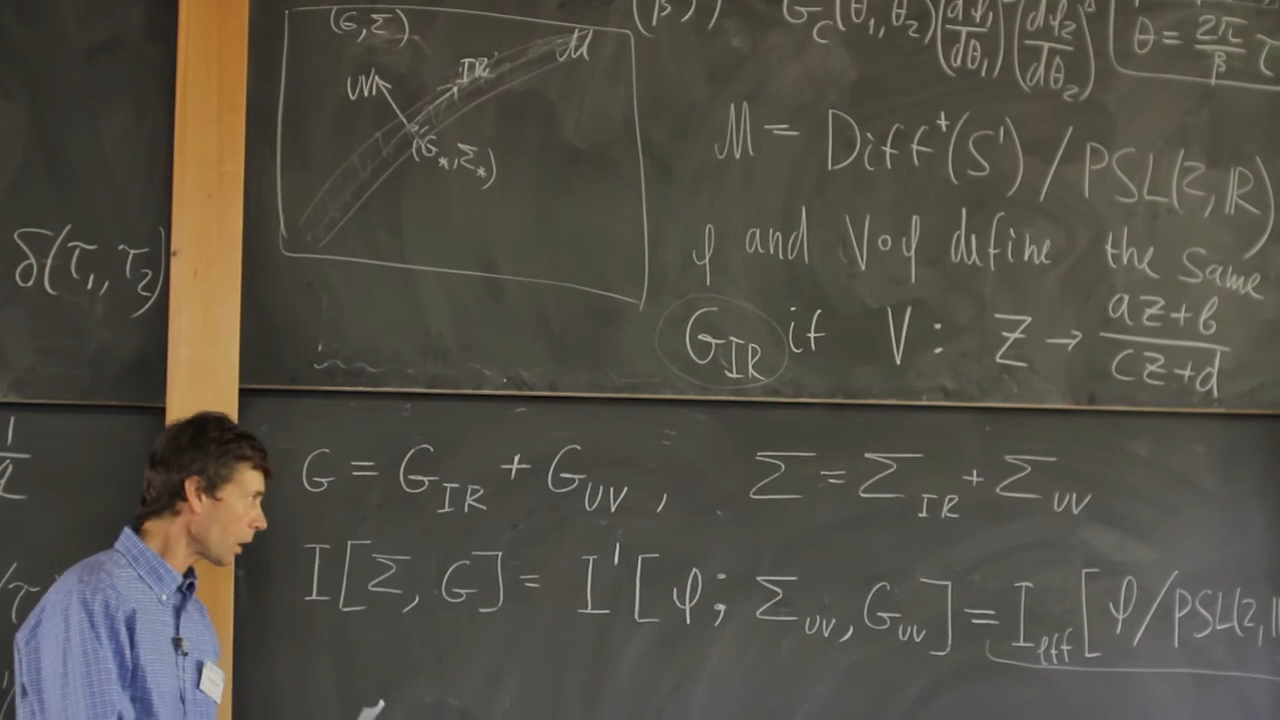 (G,Σ)
M
UV
IR
(G*,Σ*)
G_c(θ₁,θ₂)(dφ₁/dθ₁)^Δ(dφ₂/dθ₂)^Δ
θ = 2π/β τ
M = Diff⁺(S¹)/PSL(2,ℝ)
φ and V∘φ define the same
G_IR if V: z → (az+b)/(cz+d)
δ(τ₁,τ₂)
G = G_IR + G_UV, Σ = Σ_IR + Σ_UV
I[Σ,G] = I'[φ; Σ_UV, G_UV] = I_eff[φ/PSL(2,